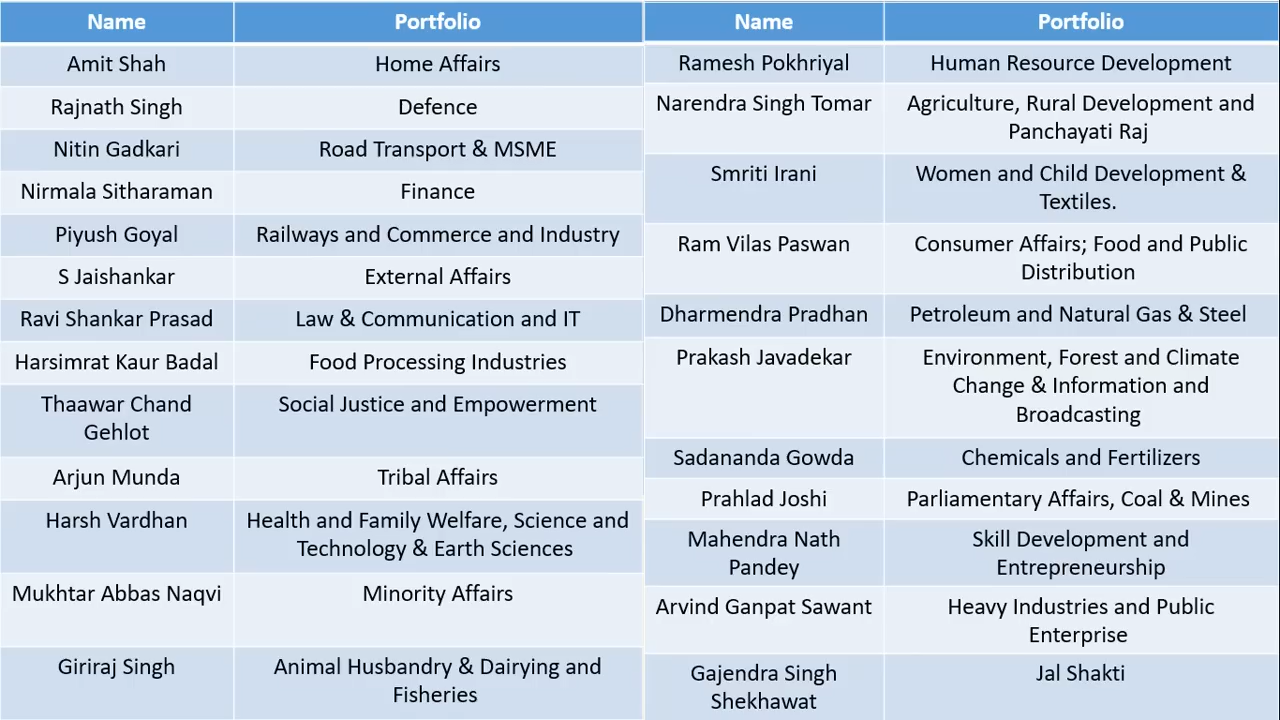 Name Portfolio
Amit Shah Home Affairs
Rajnath Singh Defence
Nitin Gadkari Road Transport & MSME
Nirmala Sitharaman Finance
Piyush Goyal Railways and Commerce and Industry
S Jaishankar External Affairs
Ravi Shankar Prasad Law & Communication and IT
Harsimrat Kaur Badal Food Processing Industries
Thaawar Chand Social Justice and Empowerment
Gehlot
Arjun Munda Tribal Affairs
Harsh Vardhan Health and Family Welfare, Science and
Technology & Earth Sciences
Mukhtar Abbas Naqvi Minority Affairs
Giriraj Singh Animal Husbandry & Dairying and
Fisheries
Name Portfolio
Ramesh Pokhriyal Human Resource Development
Narendra Singh Tomar Agriculture, Rural Development and
Panchayati Raj
Smriti Irani Women and Child Development &
Textiles.
Ram Vilas Paswan Consumer Affairs; Food and Public
Distribution
Dharmendra Pradhan Petroleum and Natural Gas & Steel
Prakash Javadekar Environment, Forest and Climate
Change & Information and
Broadcasting
Sadananda Gowda Chemicals and Fertilizers
Prahlad Joshi Parliamentary Affairs, Coal & Mines
Mahendra Nath Skill Development and
Pandey Entrepreneurship
Arvind Ganpat Sawant Heavy Industries and Public
Enterprise
Gajendra Singh Jal Shakti
Shekhawat